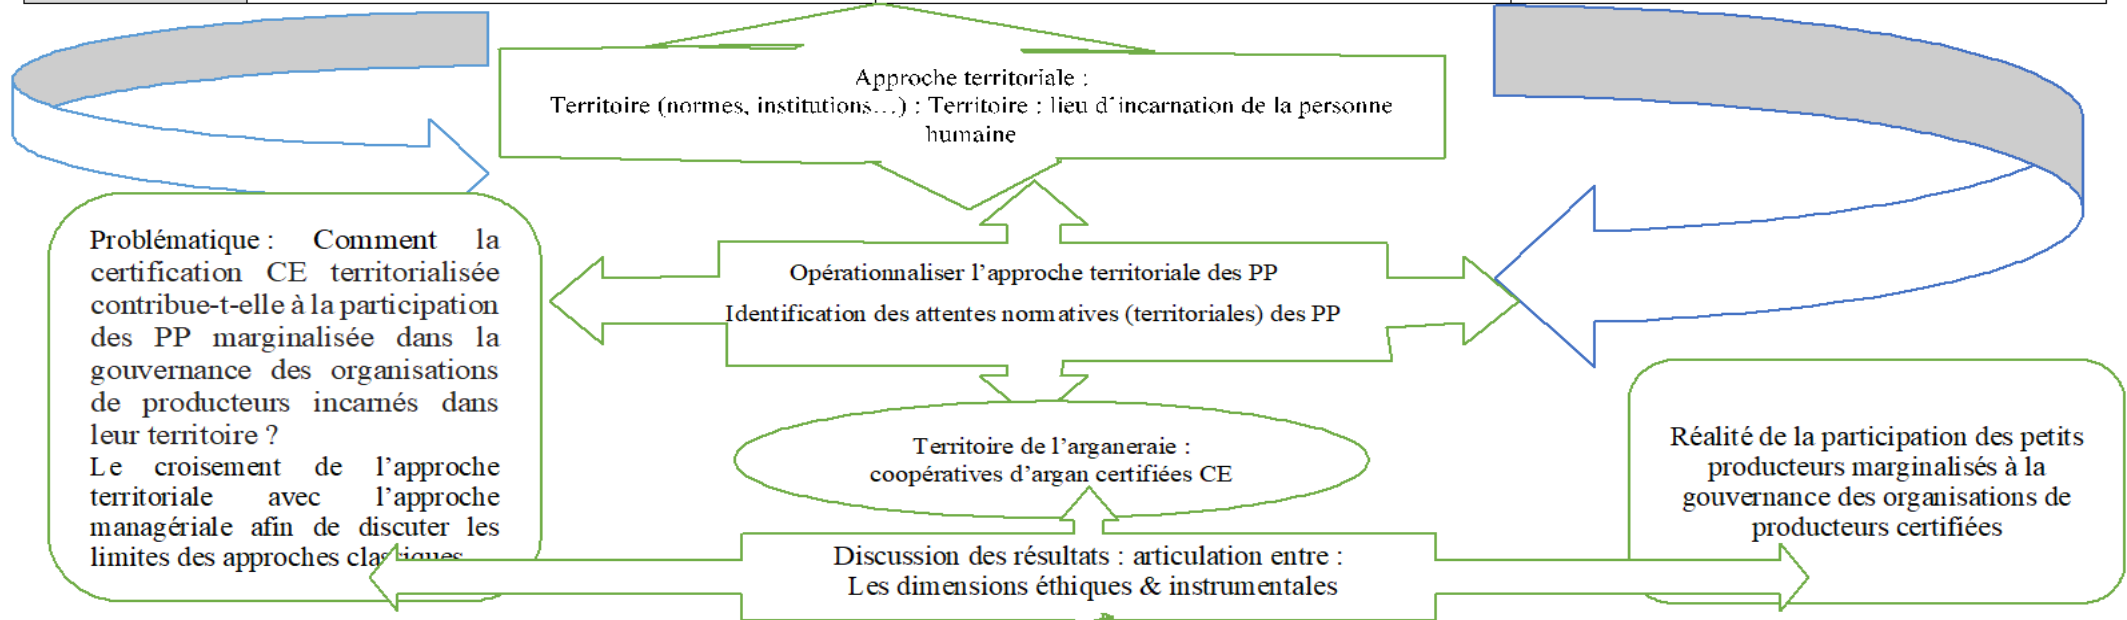 Approche territoriale :
Territoire (normes, institutions…) : Territoire : lieu d'incarnation de la personne
humaine
Problématique : Comment la
certification CE territorialisée
contribue-t-elle à la participation
des PP marginalisée dans la
gouvernance des organisations
de producteurs incarnés dans
leur territoire ?
Le croisement de l'approche
territoriale avec l'approche
managériale afin de discuter les
limites des approches classiques
Opérationnaliser l'approche territoriale des PP
Identification des attentes normatives (territoriales) des PP
Territoire de l'arganeraie :
coopératives d'argan certifiées CE
Réalité de la participation des petits
producteurs marginalisés à la
gouvernance des organisations de
producteurs certifiées
Discussion des résultats : articulation entre :
Les dimensions éthiques & instrumentales